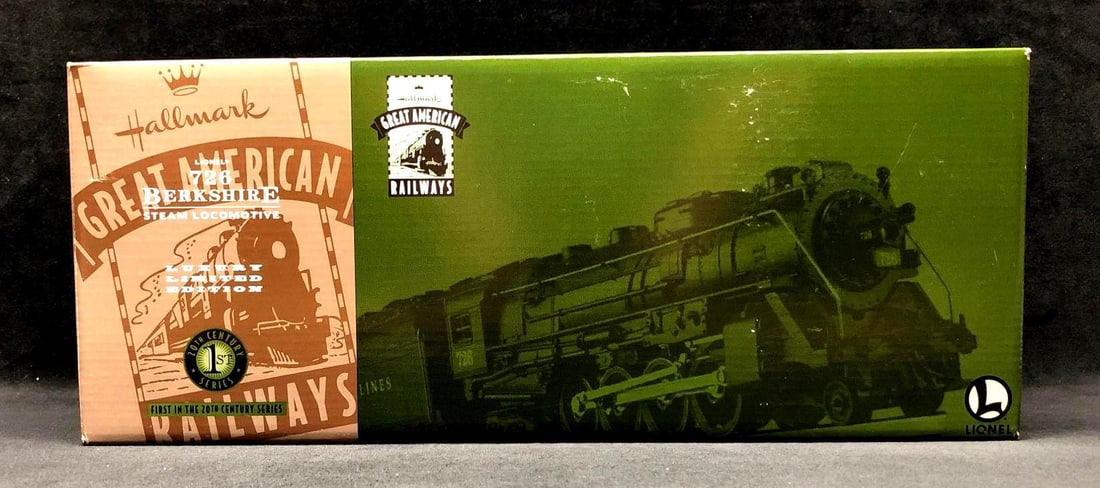 Hallmark
GREAT AMERICAN
LIONEL®
726
BERKSHIRE
STEAM LOCOMOTIVE
LUXURY
LIMITED
EDITION
20TH CENTURY
1ST
SERIES
FIRST IN THE 20TH CENTURY SERIES
RAILWAYS
Hallmark
GREAT AMERICAN
RAILWAYS
LINES
726
726
L
LIONEL